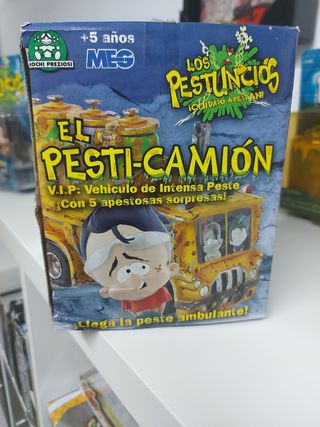 ¡GIOCHI PREZIOSI!
+5 años
MEG
LOS
PESTUNCIOS
¡CUIDADO APESTAN!
EL
PESTI-CAMIÓN
V.I.P: Vehículo de Intensa Peste
¡Con 5 apestosas sorpresas!
¡Llega la peste ambulante!